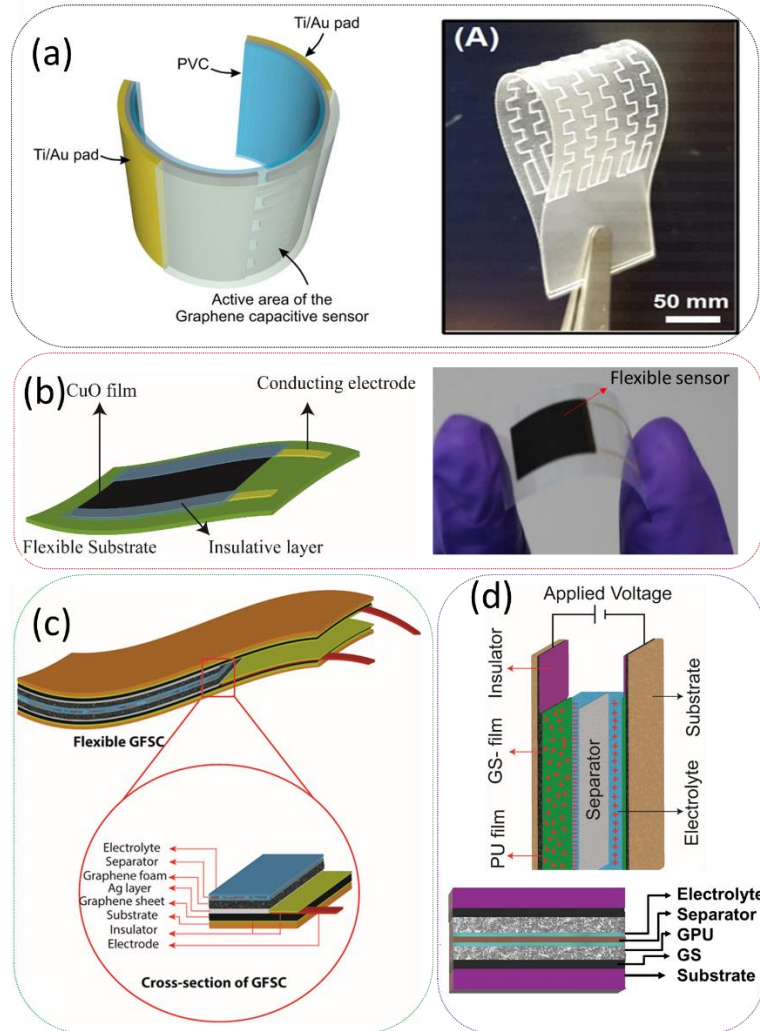 (a)
Ti/Au pad
PVC
Ti/Au pad
Active area of the
Graphene capacitive sensor
(A)
50 mm
(b)
CuO film
Conducting electrode
Flexible Substrate
Insulative layer
Flexible sensor
(c)
Flexible GFSC
Electrolyte
Separator
Graphene foam
Ag layer
Graphene sheet
Substrate
Insulator
Electrode
Cross-section of GFSC
(d)
Applied Voltage
Insulator
GS- film
PU film
Separator
Substrate
Electrolyte
Electrolyte
Separator
GPU
GS
Substrate